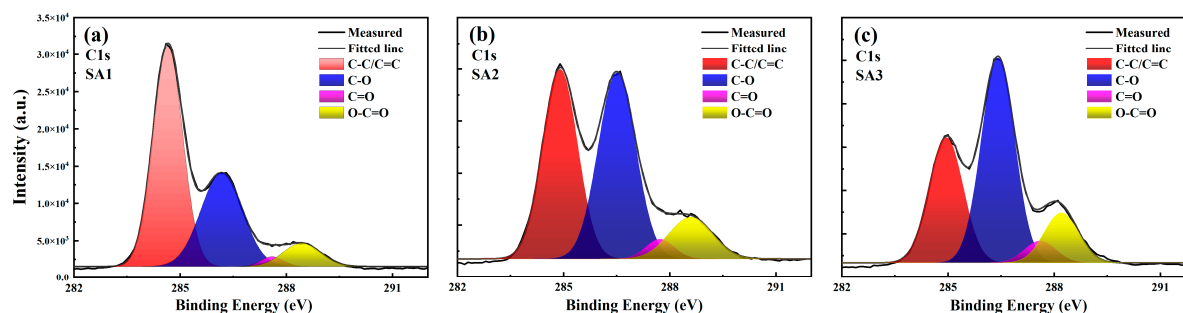 (a)
C1s
SA1
Measured
Fitted line
C-C/C=C
C-O
C=O
O-C=O
Intensity (a.u.)
3.5×10⁴
3.0×10⁴
2.5×10⁴
2.0×10⁴
1.5×10⁴
1.0×10⁴
5.0×10³
0.0
282 285 288 291
Binding Energy (eV)
(b)
C1s
SA2
Measured
Fitted line
C-C/C=C
C-O
C=O
O-C=O
282 285 288 291
Binding Energy (eV)
(c)
C1s
SA3
Measured
Fitted line
C-C/C=C
C-O
C=O
O-C=O
282 285 288 291
Binding Energy (eV)